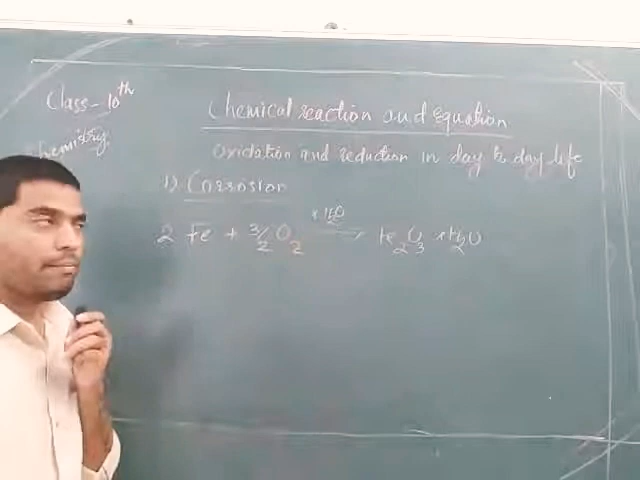 Class - 10th
Chemistry
Chemical reaction and Equation
Oxidation and reduction in day to day life
1) Corrosion
2 Fe + 3/2 O2 xH2O → Fe2O3 xH2O